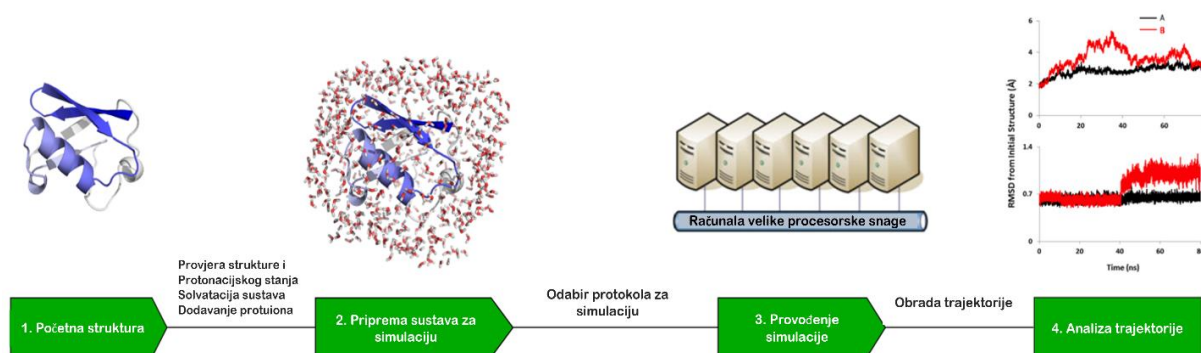 A
B
6
4
2
0
0
20
40
60
RMSD from Initial Structure (Å)
1.4
0.7
0
0
20
40
60
8
Time (ns)
Računala velike procesorske snage
Provjera strukture i
Protonacijskog stanja
Solvatacija sustava
Dodavanje protuiona
Odabir protokola za
simulaciju
Obrada trajektorije
1. Početna struktura
2. Priprema sustava za
simulaciju
3. Provođenje
simulacije
4. Analiza trajektorije